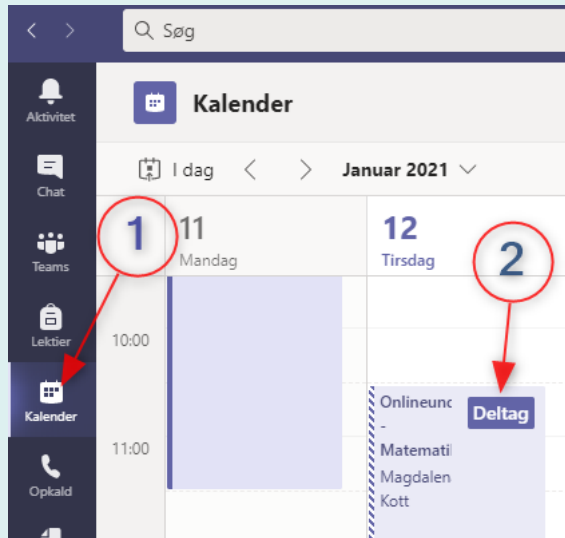 Søg
Aktivitet
Kalender
Chat
I dag
Januar 2021
Teams
1
11
Mandag
12
Tirsdag
2
Lektier
10:00
Kalender
Onlineund
Deltag
-
Matemati
Magdalen
Kott
11:00
Opkald